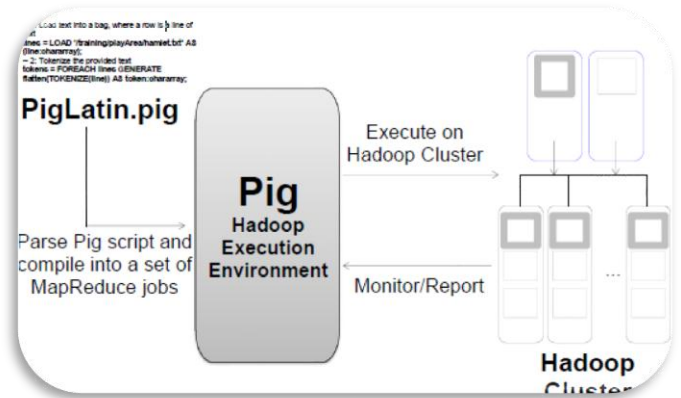 Load text into a bag, where a row is a line of
lines = LOAD '/training/playArea/hamlet.txt' AS
(line:chararray);
– 2: Tokenize the provided text
tokens = FOREACH lines GENERATE
flatten(TOKENIZE(line)) AS token:chararray;
PigLatin.pig
Execute on
Hadoop Cluster
Pig
Hadoop
Execution
Environment
Parse Pig script and
compile into a set of
MapReduce jobs
Monitor/Report
...
Hadoop
Cluster